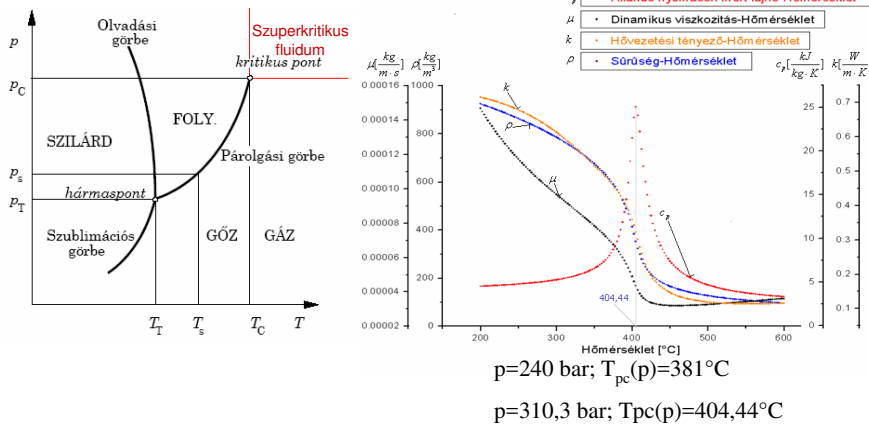 p
Olvadási
görbe
Szuperkritikus
fluidum
kritikus pont
p_C
FOLY.
SZILÁRD
Párolgási görbe
p_s
hármaspont
p_T
Szublimációs
görbe
GŐZ
GÁZ
T_T
T_s
T_C
T
μ Dinamikus viszkozitás-Hőmérséklet
k Hővezetési tényező-Hőmérséklet
ρ Sűrűség-Hőmérséklet
μ[kg/m·s]
ρ[kg/m³]
c_p[kJ/kg·K]
k[W/m·K]
0.00016
0.00014
0.00012
0.00010
0.00008
0.00006
0.00004
0.00002
1000
800
600
400
200
0
k
ρ
μ
c_p
404,44
25
20
15
10
5
0
0.7
0.6
0.5
0.4
0.3
0.2
0.1
200
300
400
500
600
Hőmérséklet [°C]
p=240 bar; T_pc(p)=381°C
p=310,3 bar; Tpc(p)=404,44°C